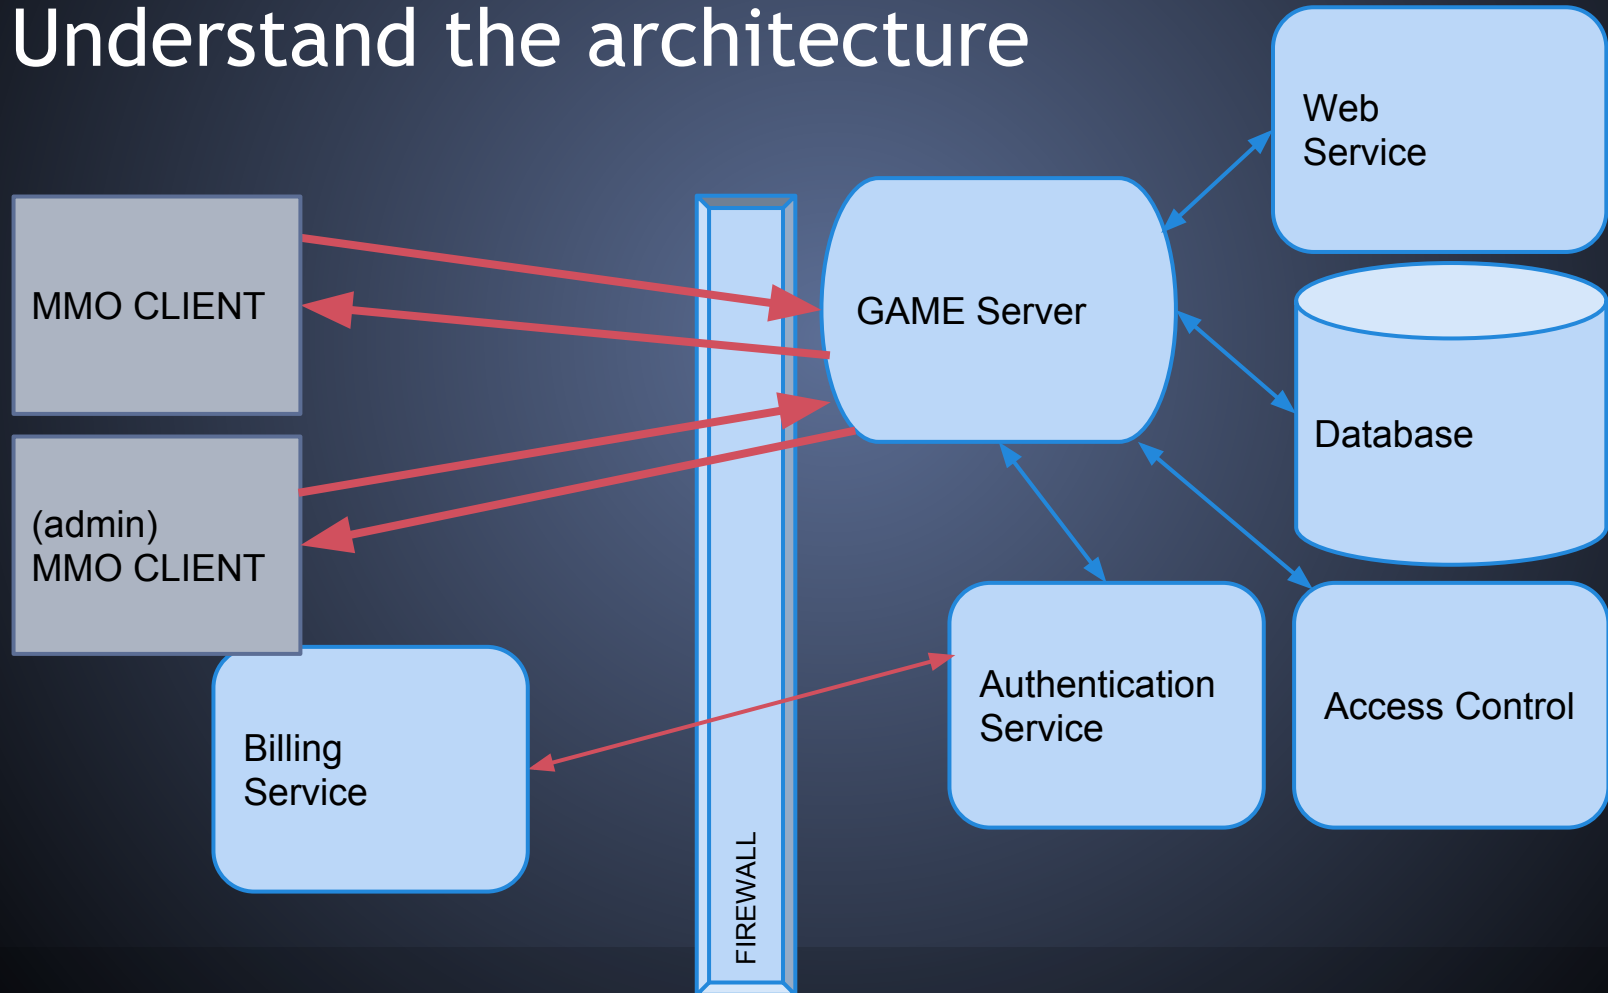 Understand the architecture
Web
Service
MMO CLIENT
GAME Server
Database
(admin)
MMO CLIENT
Authentication
Service
Access Control
Billing
Service
FIREWALL